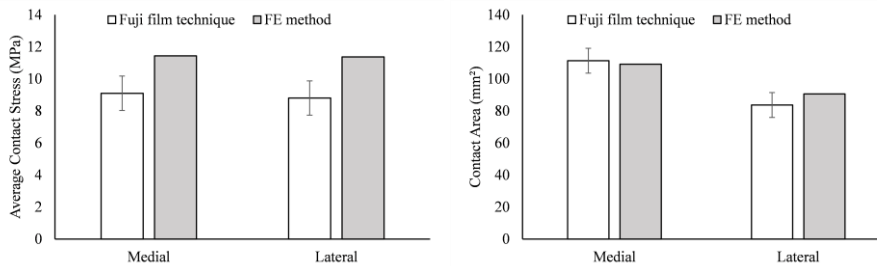 Fuji film technique FE method
Average Contact Stress (MPa)
14
12
10
8
6
4
2
0
Medial Lateral
Fuji film technique FE method
Contact Area (mm²)
140
120
100
80
60
40
20
0
Medial Lateral